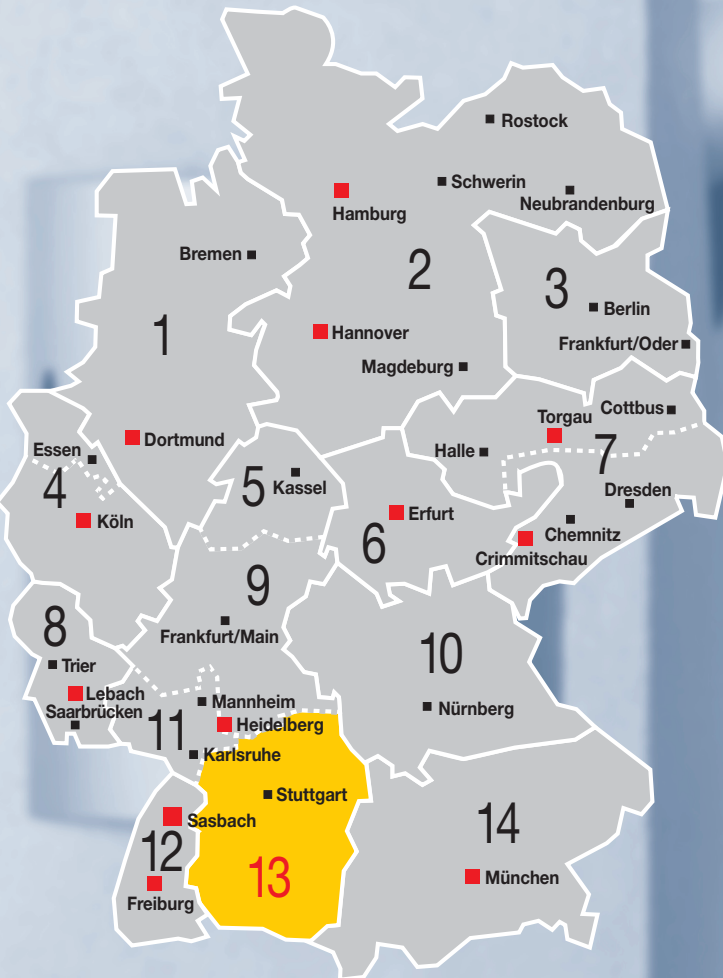 Rostock
Schwerin
Neubrandenburg
Hamburg
Bremen
2
3
Berlin
1
Hannover
Frankfurt/Oder
Magdeburg
Cottbus
Torgau
Dortmund
Essen
Halle
7
5
Kassel
4
Dresden
Köln
Erfurt
Chemnitz
6
Crimmitschau
9
8
Frankfurt/Main
10
Trier
Lebach
Mannheim
Saarbrücken
Nürnberg
11
Heidelberg
Karlsruhe
Stuttgart
Sasbach
14
12
13
München
Freiburg